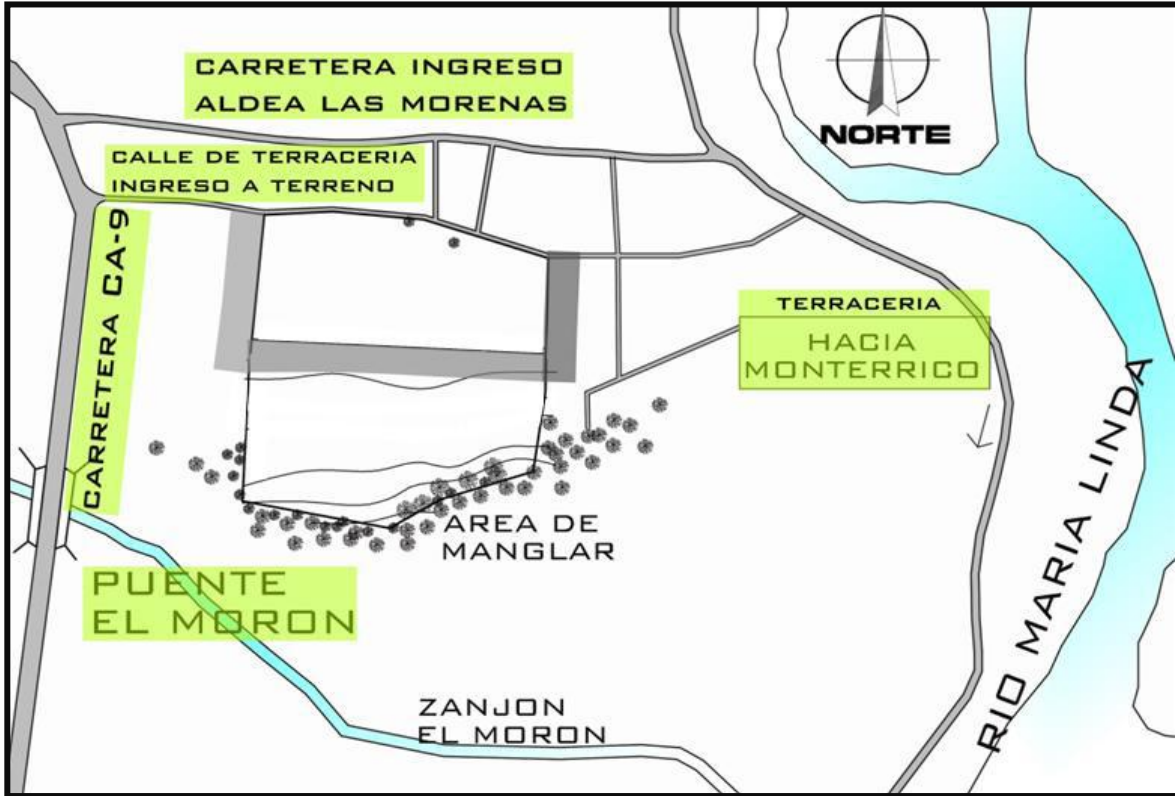 CARRETERA INGRESO
ALDEA LAS MORENAS
NORTE
CALLE DE TERRACERIA
INGRESO A TERRENO
CARRETERA CA-9
TERRACERIA
HACIA
MONTERRICO
RIO MARIA LINDA
AREA DE
MANGLAR
PUENTE
EL MORON
ZANJON
EL MORON